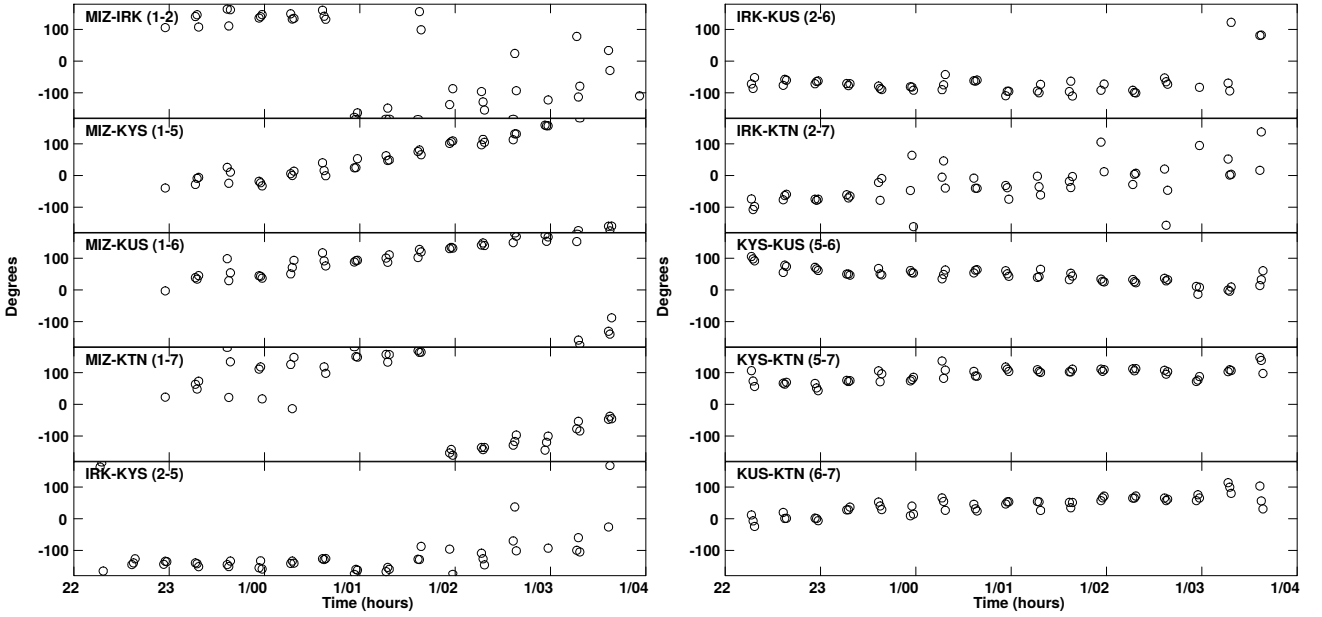 MIZ-IRK (1-2)
100
0
-100
MIZ-KYS (1-5)
100
0
-100
MIZ-KUS (1-6)
100
0
-100
MIZ-KTN (1-7)
100
0
-100
IRK-KYS (2-5)
100
0
-100
Degrees
22 23 1/00 1/01 1/02 1/03 1/04
Time (hours)
IRK-KUS (2-6)
100
0
-100
IRK-KTN (2-7)
100
0
-100
KYS-KUS (5-6)
100
0
-100
KYS-KTN (5-7)
100
0
-100
KUS-KTN (6-7)
100
0
-100
Degrees
22 23 1/00 1/01 1/02 1/03 1/04
Time (hours)